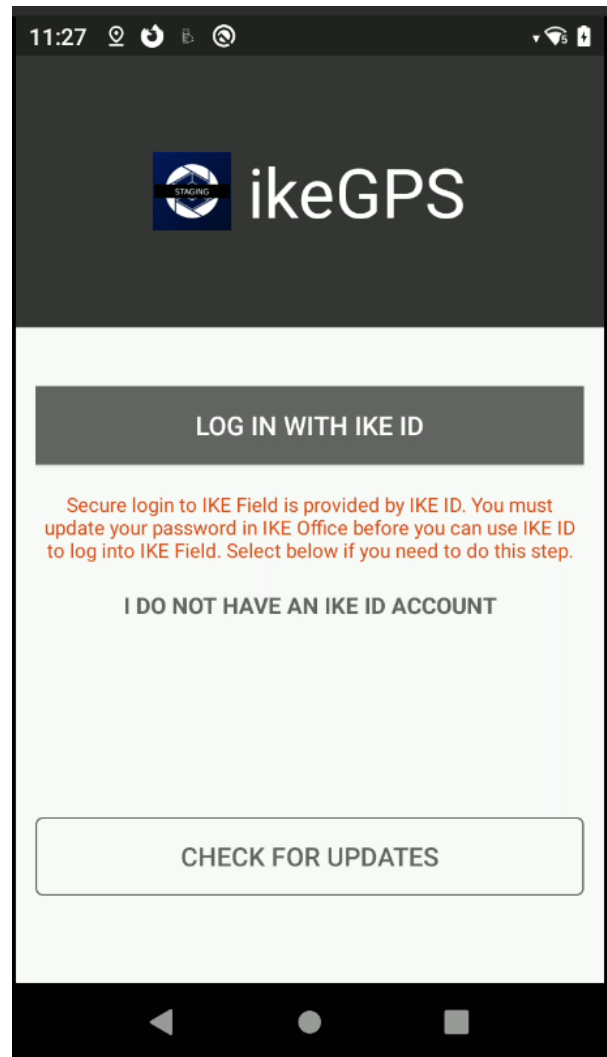 11:27
5
STAGING
ikeGPS
LOG IN WITH IKE ID
Secure login to IKE Field is provided by IKE ID. You must
update your password in IKE Office before you can use IKE ID
to log into IKE Field. Select below if you need to do this step.
I DO NOT HAVE AN IKE ID ACCOUNT
CHECK FOR UPDATES